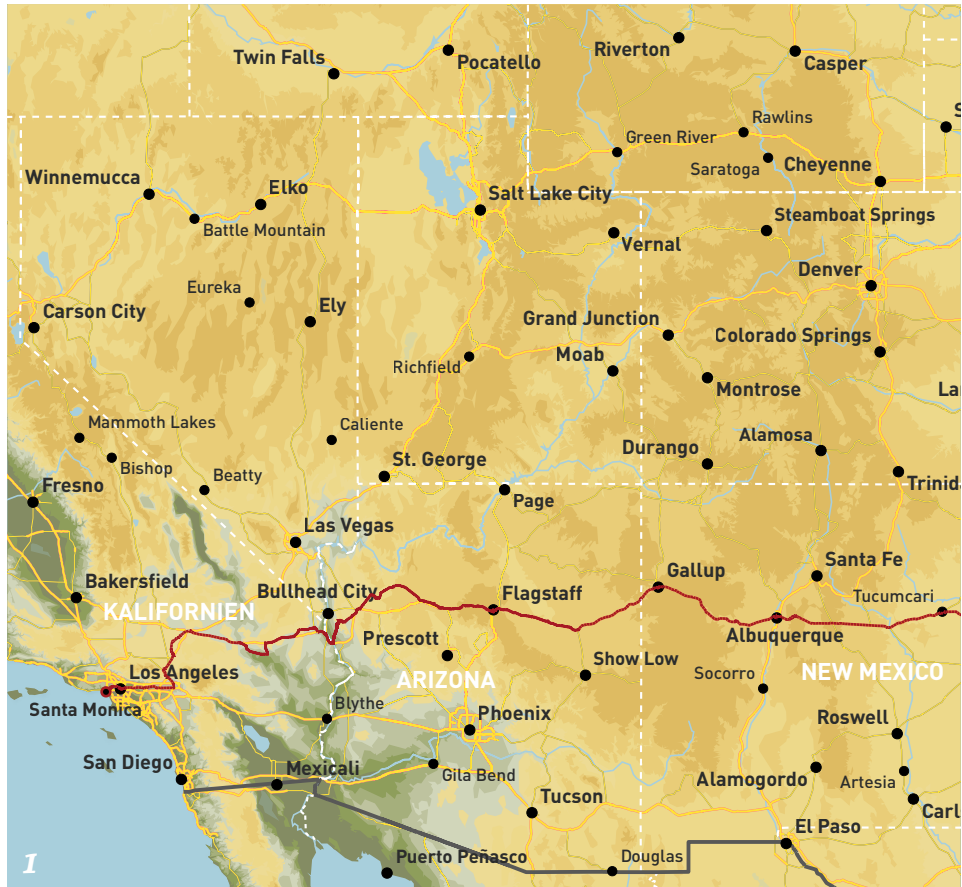 Riverton
Twin Falls
Pocatello
Casper
Rawlins
Green River
Saratoga
Cheyenne
S
Winnemucca
Elko
Salt Lake City
Battle Mountain
Steamboat Springs
Vernal
Denver
Eureka
Ely
Carson City
Grand Junction
Colorado Springs
Moab
Richfield
Montrose
La
Mammoth Lakes
Caliente
Durango
Alamosa
Bishop
Beatty
St. George
Fresno
Page
Trinid
Las Vegas
Santa Fe
Bakersfield
Bullhead City
Flagstaff
Gallup
Tucumcari
KALIFORNIEN
Prescott
Albuquerque
Los Angeles
ARIZONA
Show Low
Socorro
NEW MEXICO
Santa Monica
Blythe
Phoenix
Roswell
San Diego
Mexicali
Gila Bend
Alamogordo
Artesia
Tucson
Carl
El Paso
Puerto Peñasco
Douglas
1